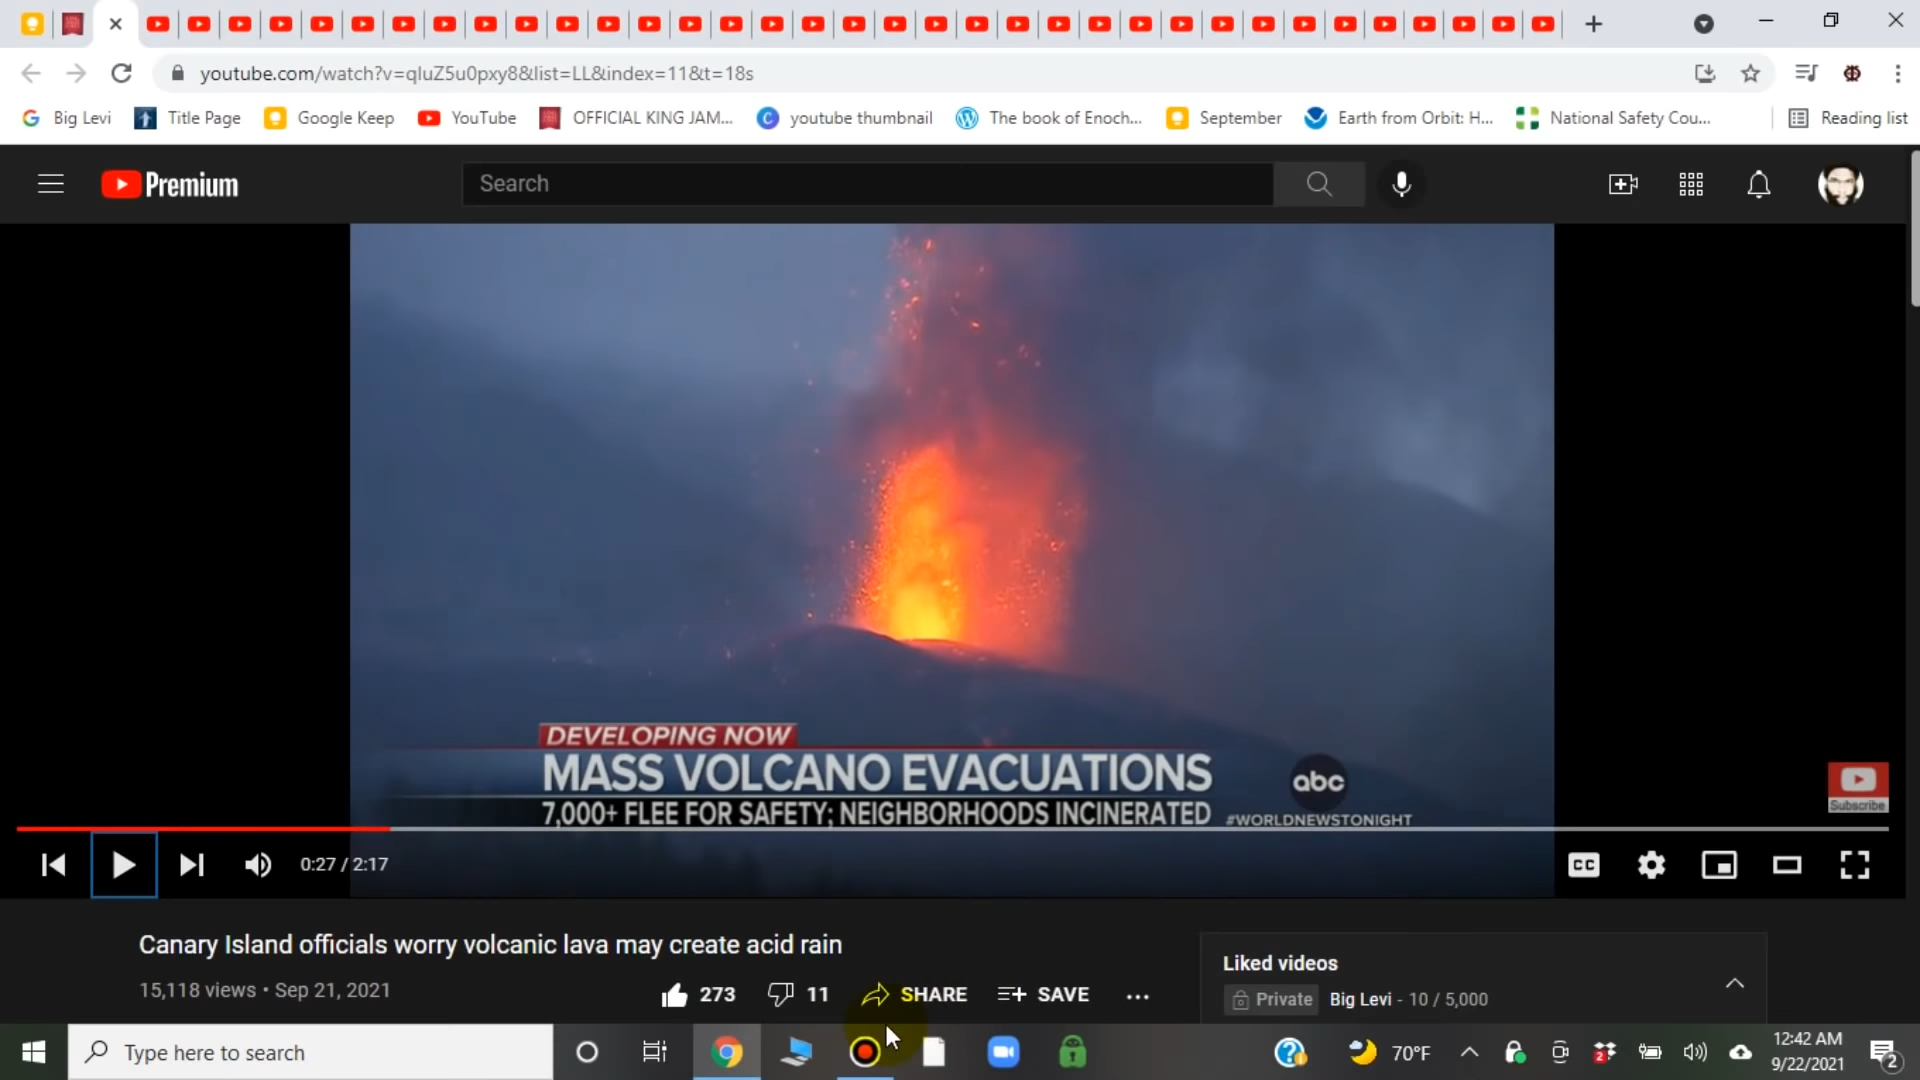 youtube.com/watch?v=qluZ5u0pxy8&list=LL&index=11&t=18s
Big Levi
Title Page
Google Keep
YouTube
OFFICIAL KING JAM...
youtube thumbnail
The book of Enoch...
September
Earth from Orbit: H...
National Safety Cou...
Reading list
Premium
Search
DEVELOPING NOW
MASS VOLCANO EVACUATIONS
7,000+ FLEE FOR SAFETY; NEIGHBORHOODS INCINERATED
abc
#WORLDNEWSTONIGHT
Subscribe
0:27 / 2:17
CC
Canary Island officials worry volcanic lava may create acid rain
15,118 views • Sep 21, 2021
273
11
SHARE
SAVE
Liked videos
Private
Big Levi - 10 / 5,000
Type here to search
70°F
12:42 AM
9/22/2021
2